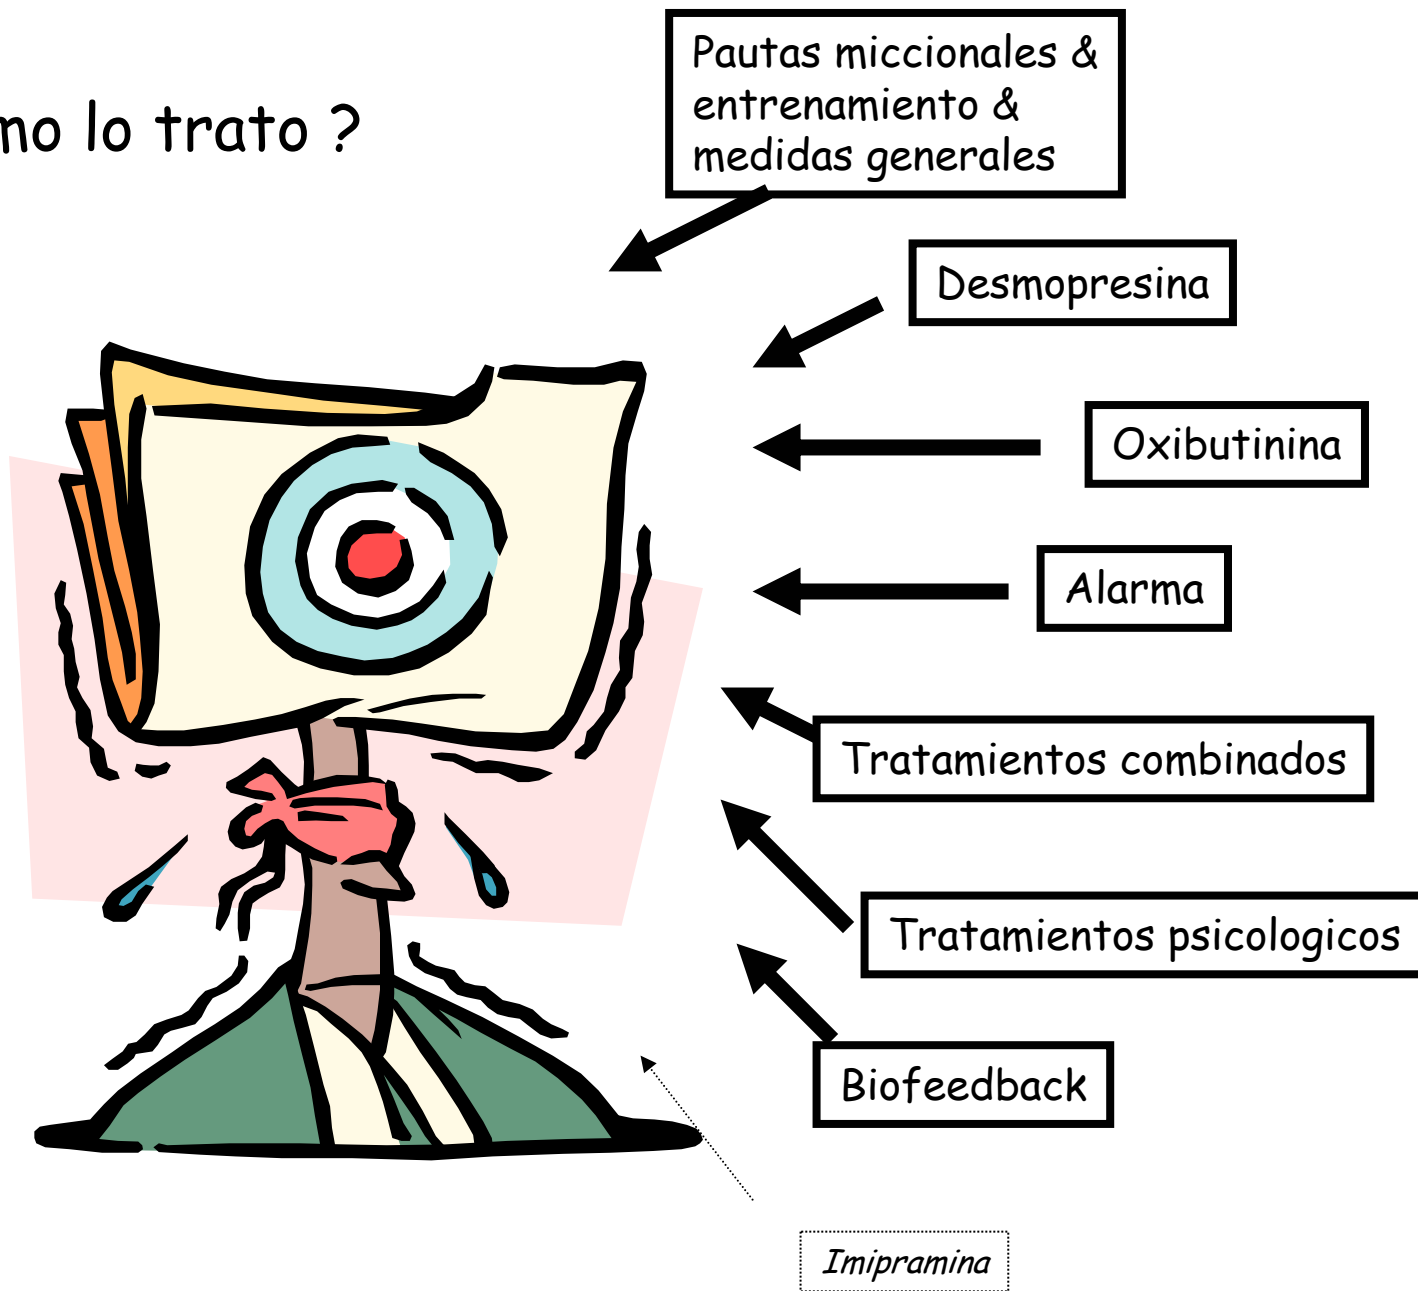 mo lo trato ?
Pautas miccionales &
entrenamiento &
medidas generales
Desmopresina
Oxibutinina
Alarma
Tratamientos combinados
Tratamientos psicologicos
Biofeedback
Imipramina